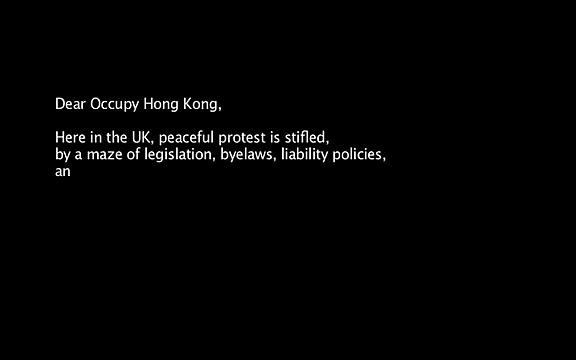 Dear Occupy Hong Kong,
Here in the UK, peaceful protest is stifled,
by a maze of legislation, byelaws, liability policies,
an